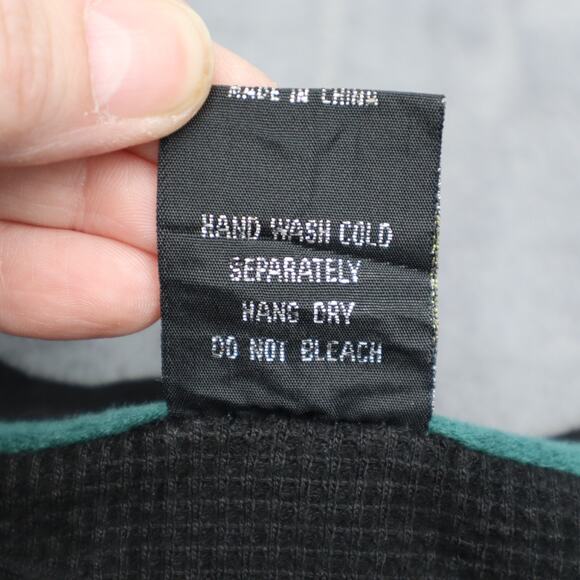 MADE IN CHINA
HAND WASH COLD
SEPARATELY
HANG DRY
DO NOT BLEACH